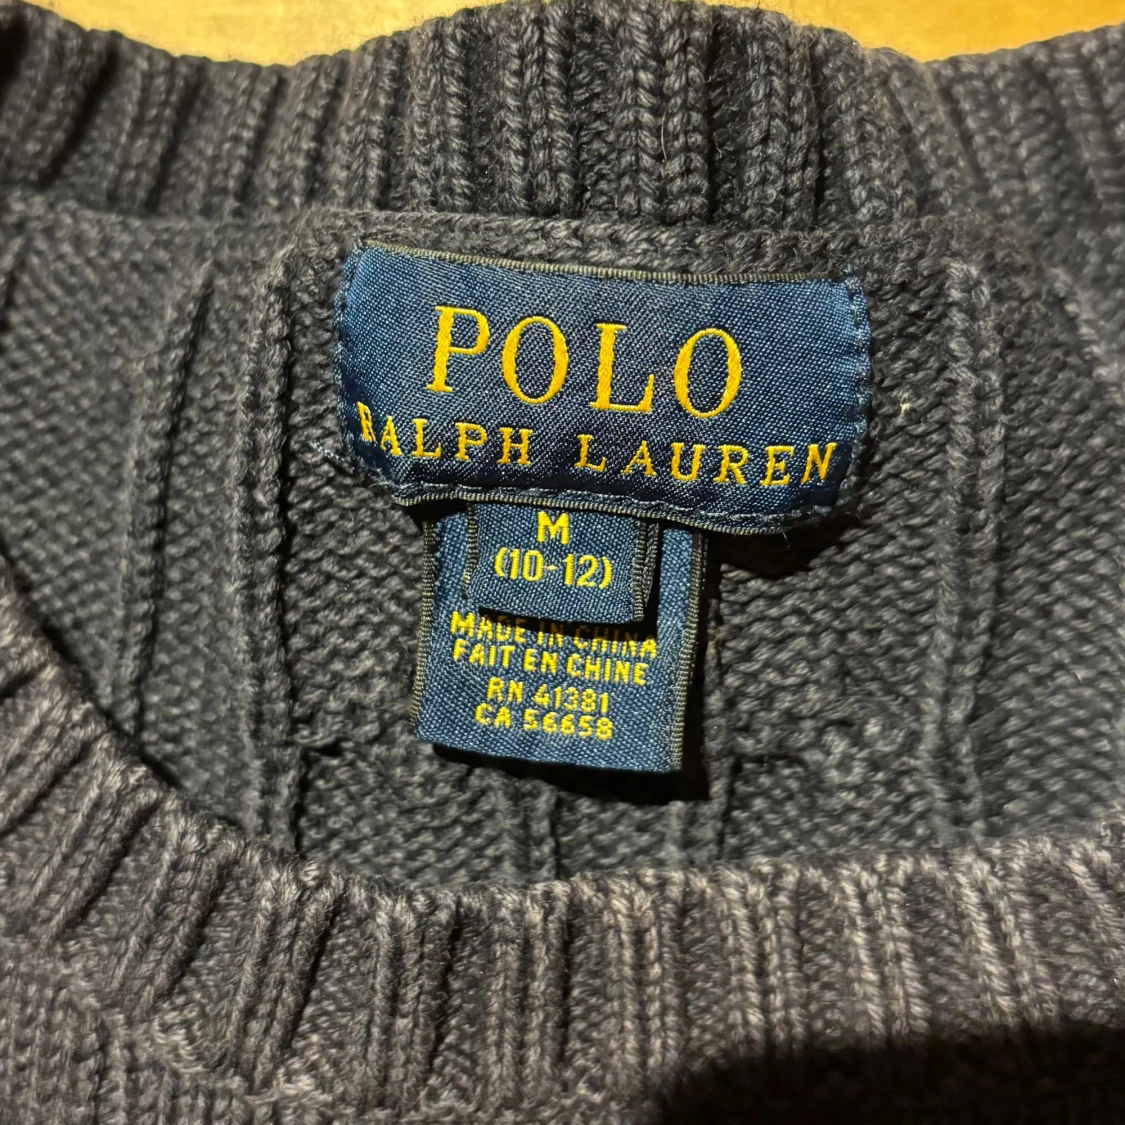 POLO
RALPH LAUREN
M
(10-12)
MADE IN CHINA
FAIT EN CHINE
RN 41381
CA 56658